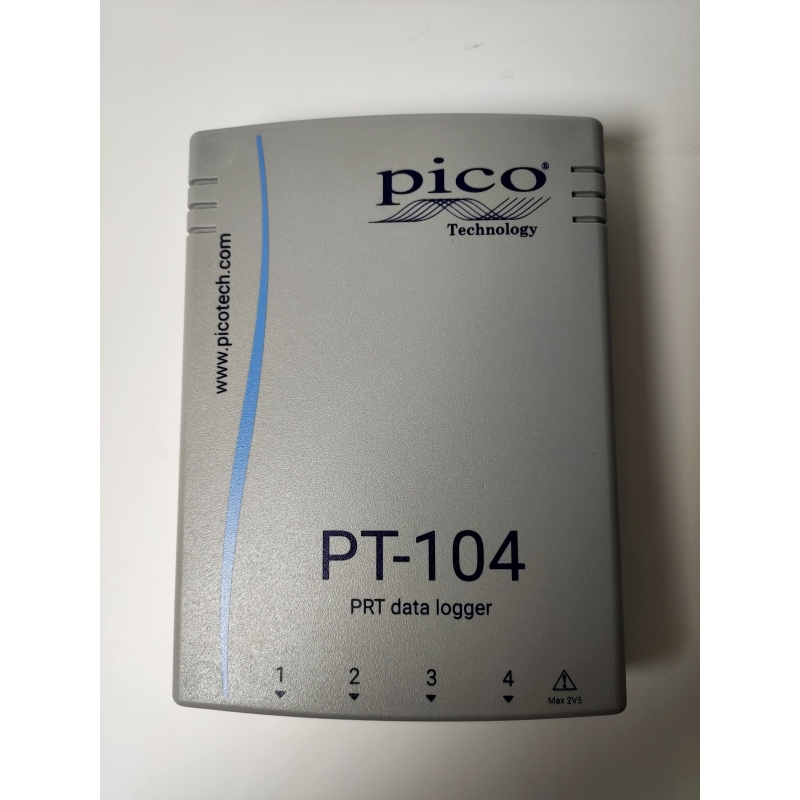 pico®
Technology
www.picotech.com
PT-104
PRT data logger
1 2 3 4
Max 2V5